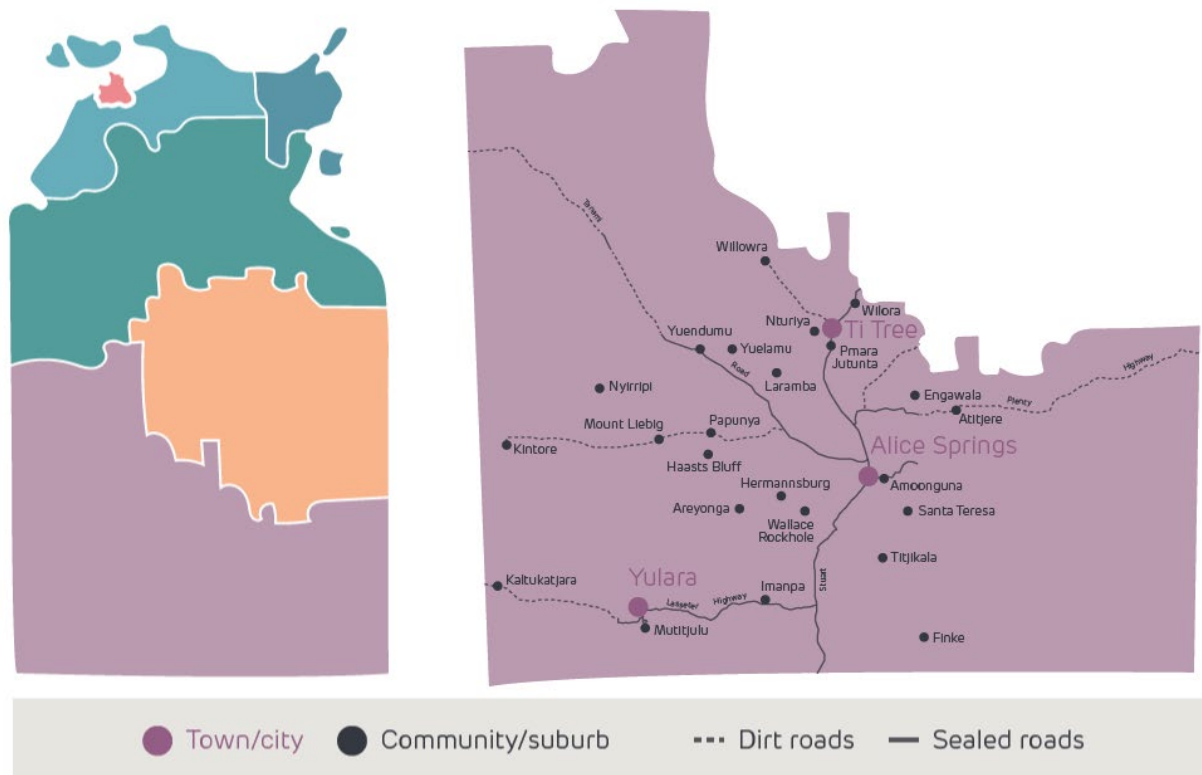 Tanami
Willowra
Wilora
Nturiya
Ti Tree
Yuendumu
Yuelamu
Pmara
Jutunta
Road
Laramba
Highway
Nyirripi
Engawala
Plenty
Atitjere
Mount Liebig
Papunya
Kintore
Haasts Bluff
Alice Springs
Hermannsburg
Amoonguna
Areyonga
Wallace
Rockhole
Santa Teresa
Titjikala
Kaltukatjara
Yulara
Imanpa
Stuart
Lasseter
Highway
Mutitjulu
Finke
Town/city
Community/suburb
Dirt roads
Sealed roads